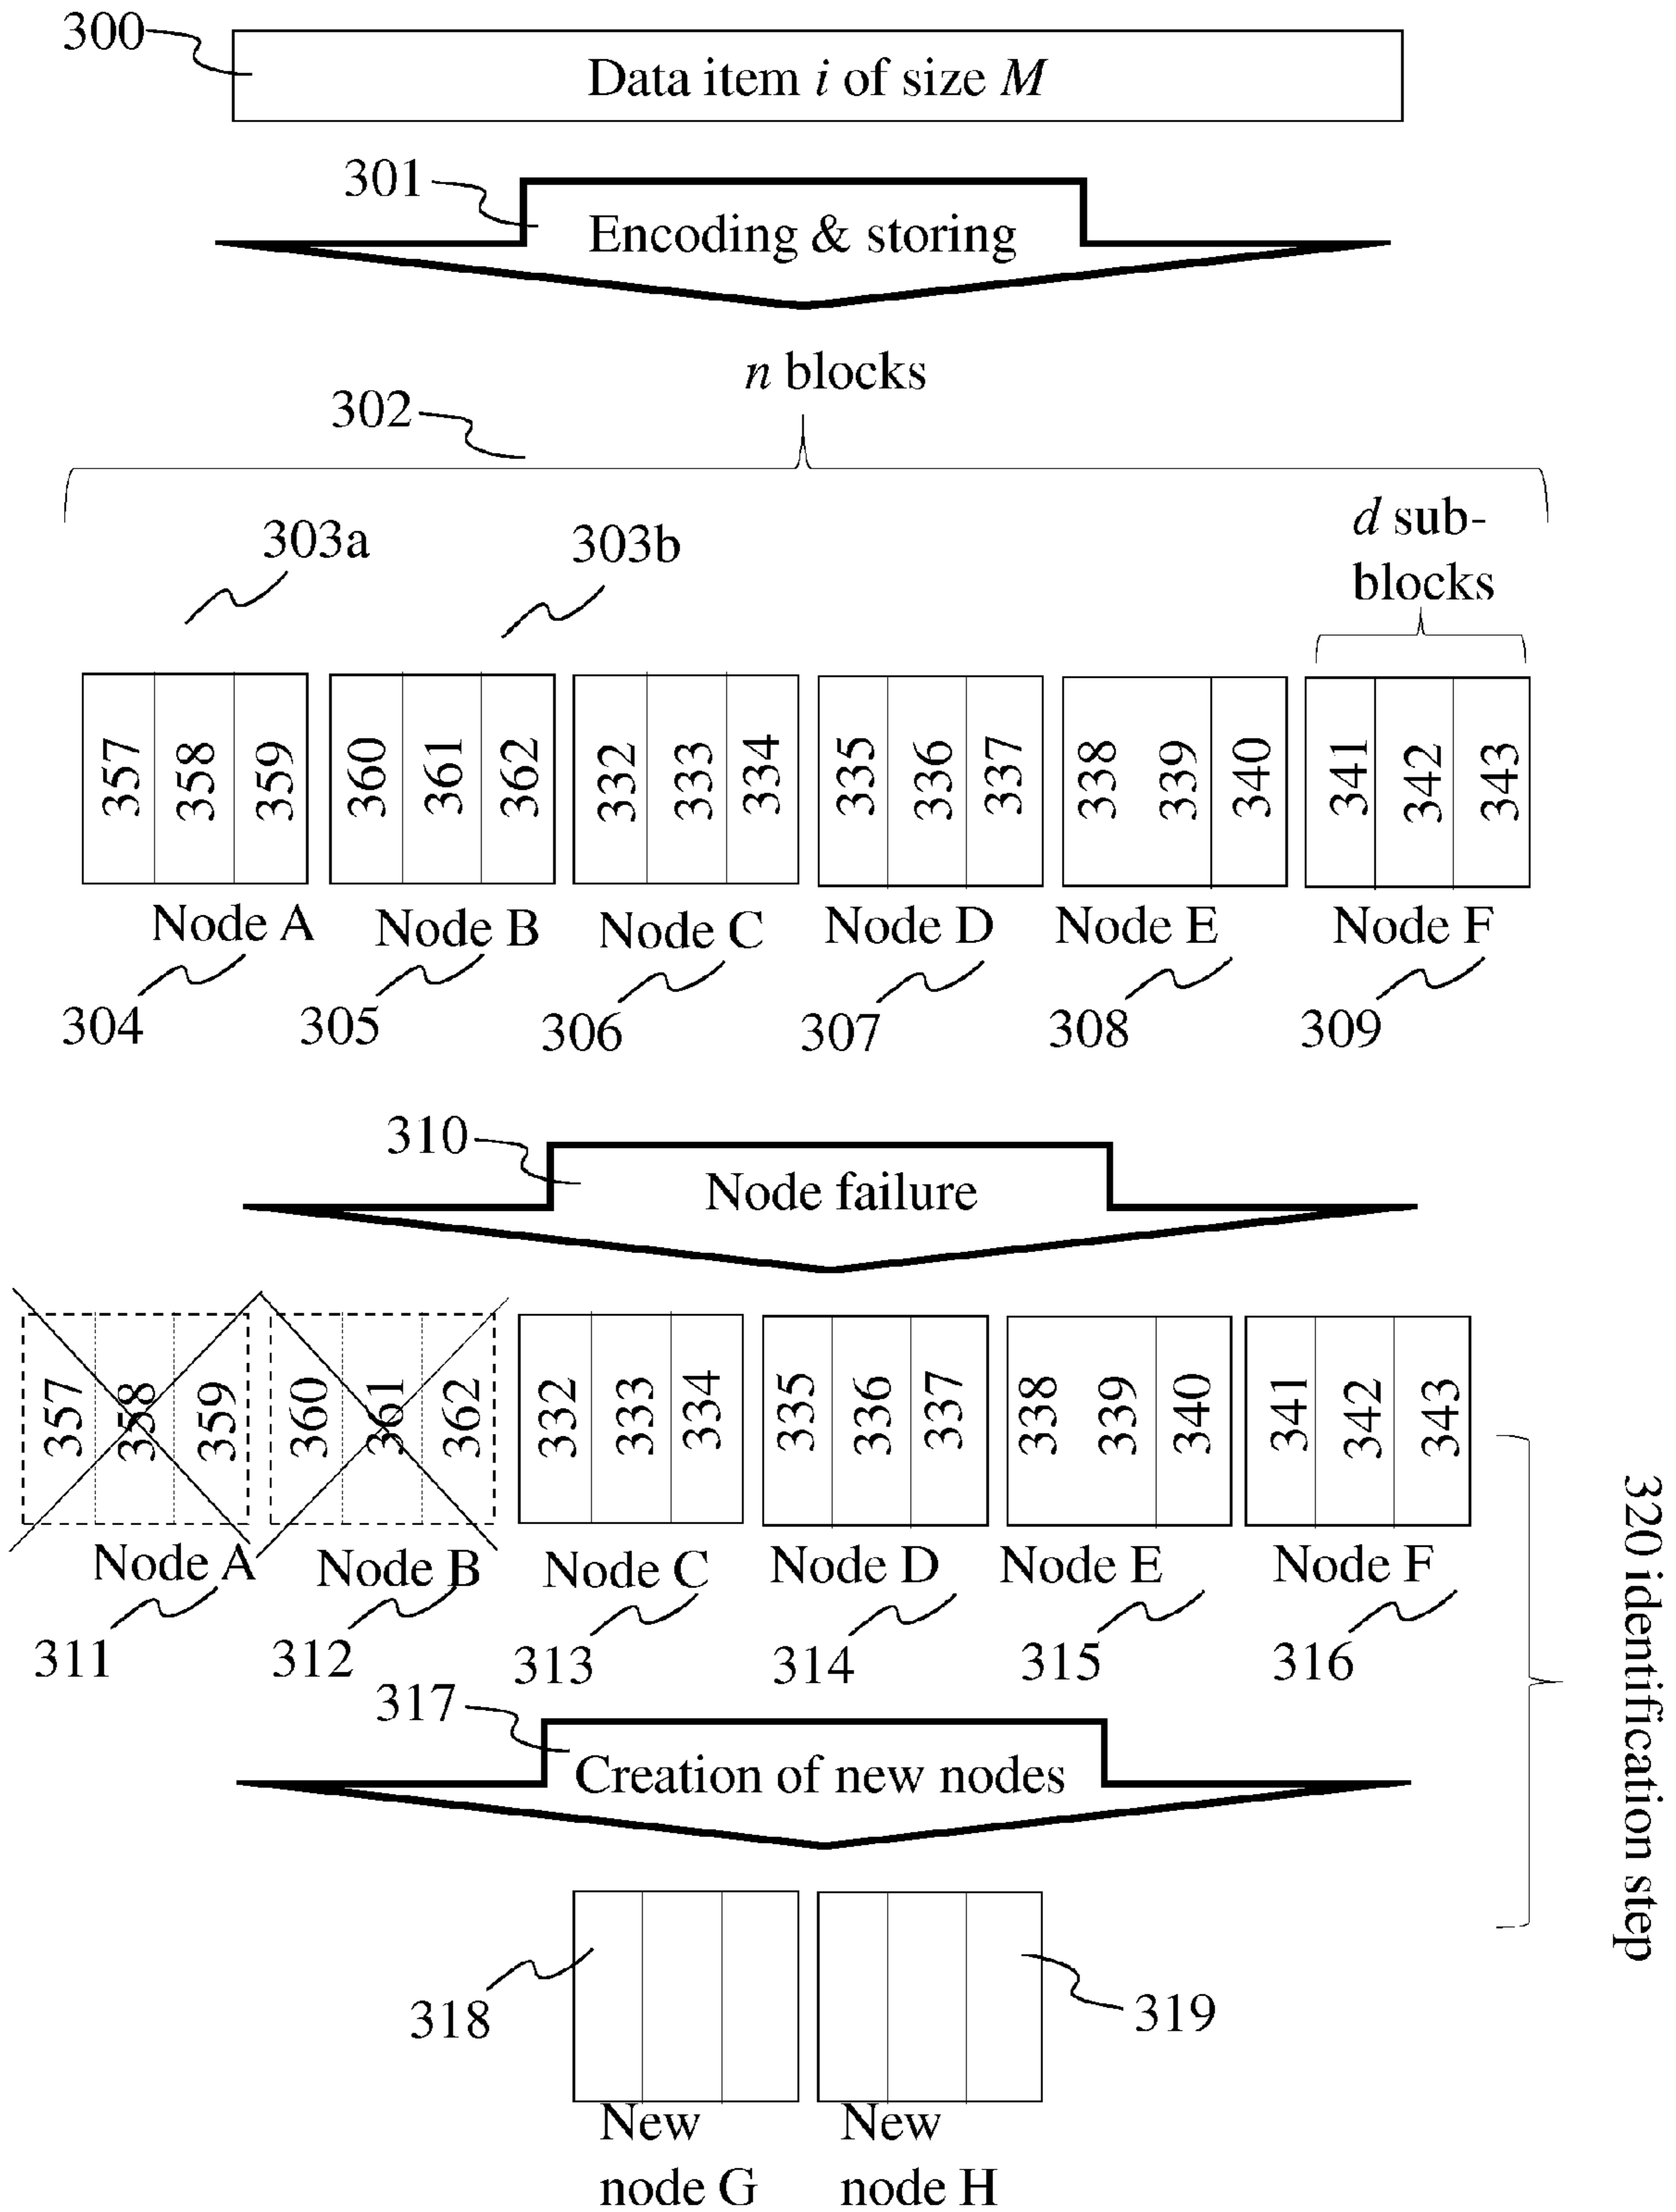 300
Data item i of size M
301
Encoding & storing
n blocks
302
d sub-
blocks
303a
303b
357 358 359 360 361 362 332 333 334 335 336 337 338 339 340 341 342 343
Node A Node B Node C Node D Node E Node F
304 305 306 307 308 309
310
Node failure
357 358 359 360 361 362 332 333 334 335 336 337 338 339 340 341 342 343
Node A Node B Node C Node D Node E Node F
311 312 313 314 315 316
320 identification step
317
Creation of new nodes
318
319
New
node G
New
node H